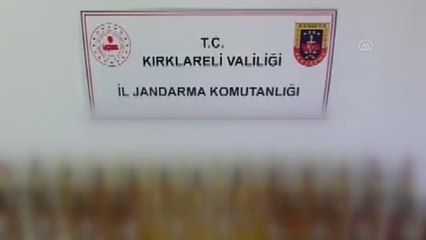 T.C.
KIRKLARELİ VALİLİĞİ
İL JANDARMA KOMUTANLIĞI